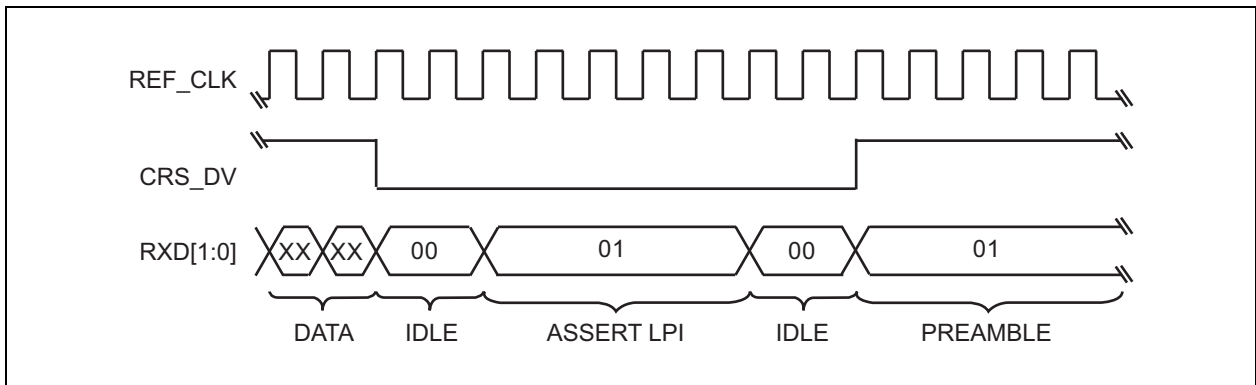 REF_CLK
CRS_DV
RXD[1:0] XX XX 00 01 00 01
DATA IDLE ASSERT LPI IDLE PREAMBLE